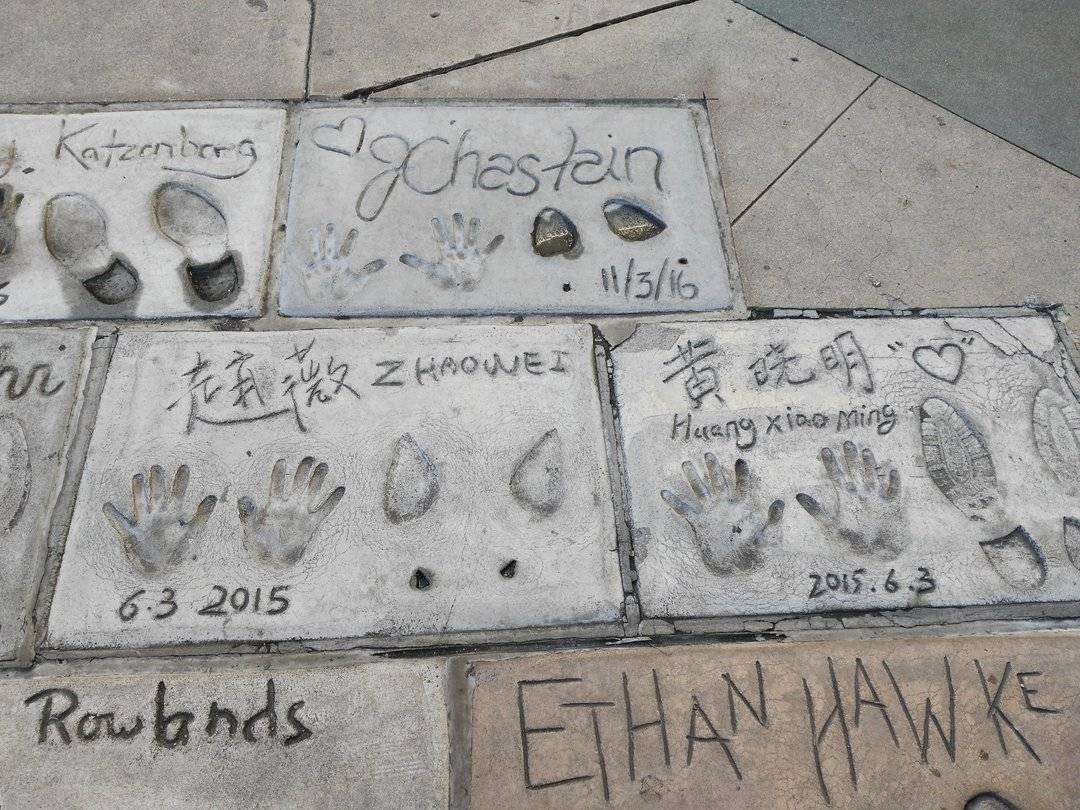 Katzenberg
JChastain
11/3/16
赵薇 ZHAOWEI
6.3 2015
黄晓明 "♡"
Huang xiao Ming
2015.6.3
Rowlands
ETHAN HAWKE